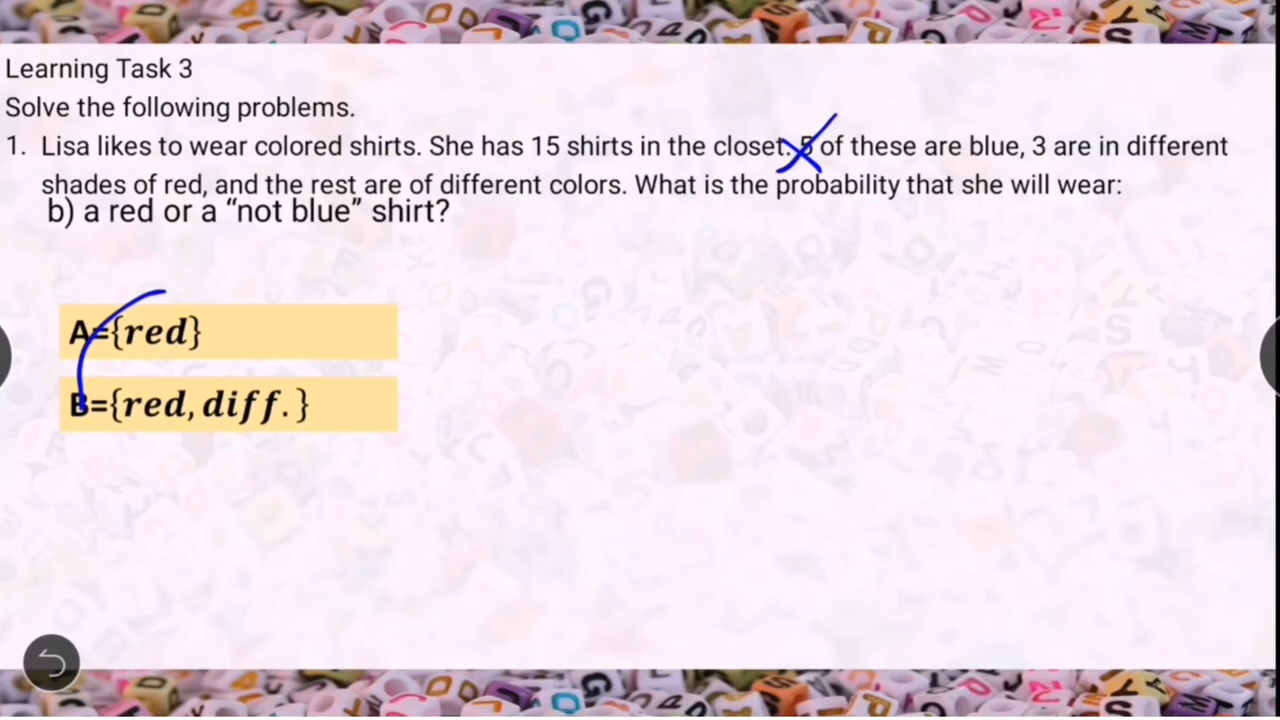 Learning Task 3
Solve the following problems.
1. Lisa likes to wear colored shirts. She has 15 shirts in the closet. 5 of these are blue, 3 are in different
shades of red, and the rest are of different colors. What is the probability that she will wear:
b) a red or a “not blue” shirt?
A={red}
B={red, diff. }